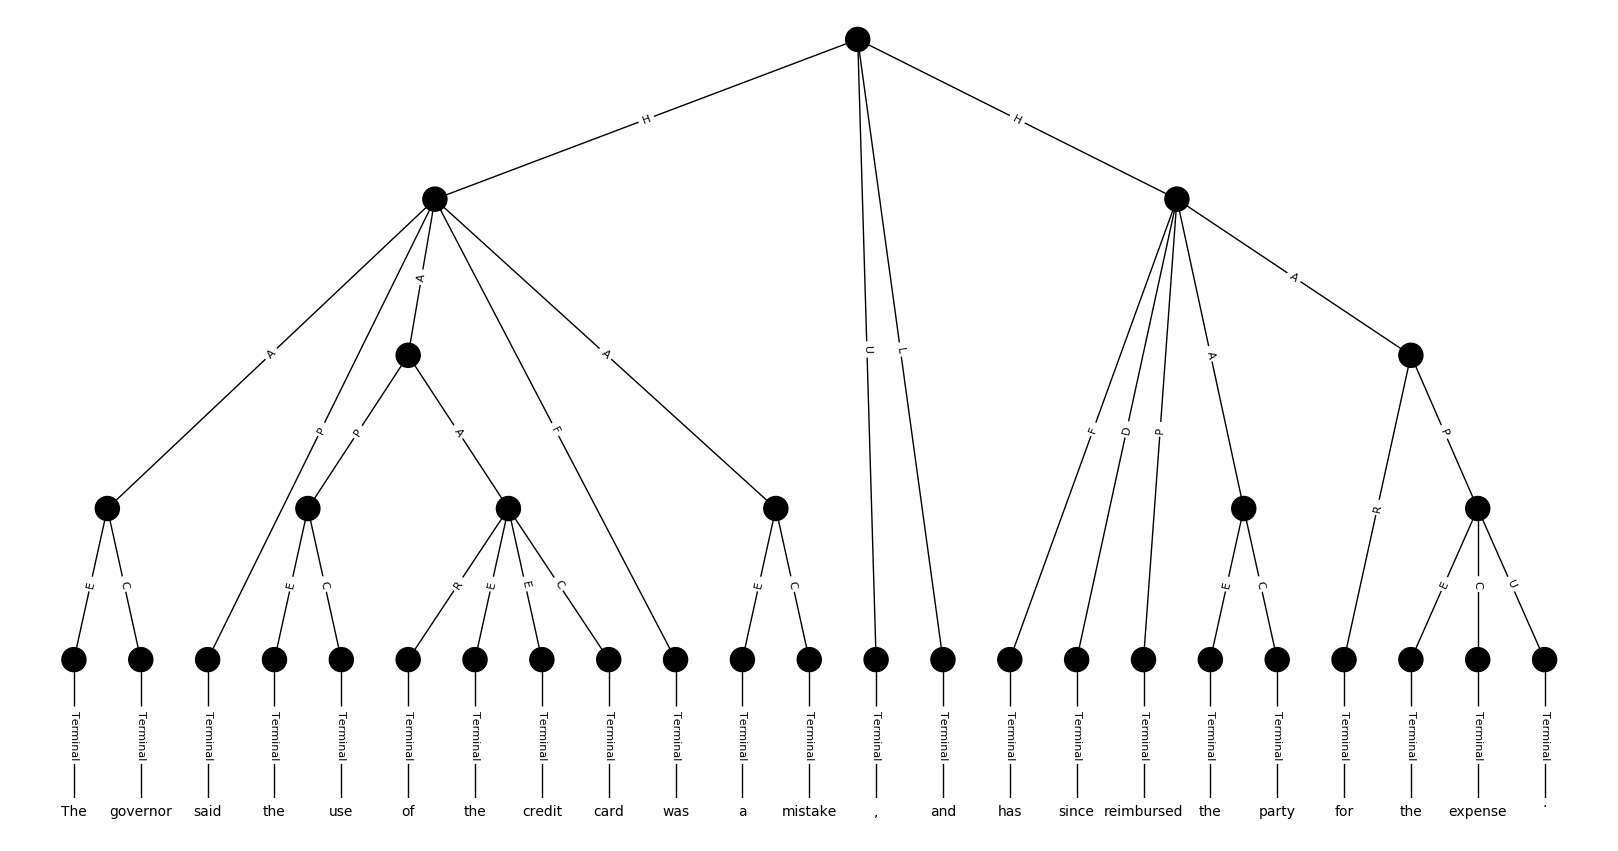 H H
A U L A
A A A
P P A F F D P P
R
E C E C R E E C E C E C E C U
Terminal Terminal Terminal Terminal Terminal Terminal Terminal Terminal Terminal Terminal Terminal Terminal Terminal Terminal Terminal Terminal Terminal Terminal Terminal Terminal Terminal Terminal Terminal
The governor said the use of the credit card was a mistake , and has since reimbursed the party for the expense .